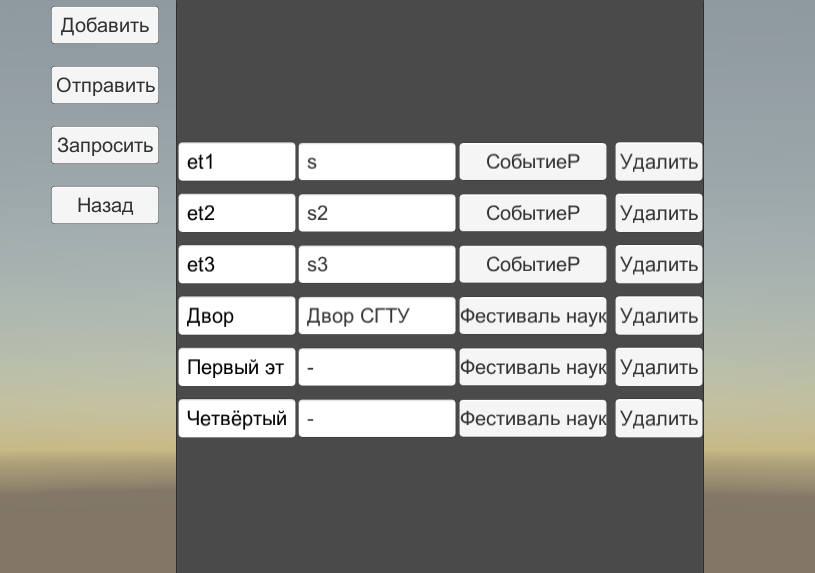 Добавить
Отправить
Запросить
Назад
et1 s СобытиеР Удалить
et2 s2 СобытиеР Удалить
et3 s3 СобытиеР Удалить
Двор Двор СГТУ Фестиваль наук Удалить
Первый эт - Фестиваль наук Удалить
Четвёртый - Фестиваль наук Удалить